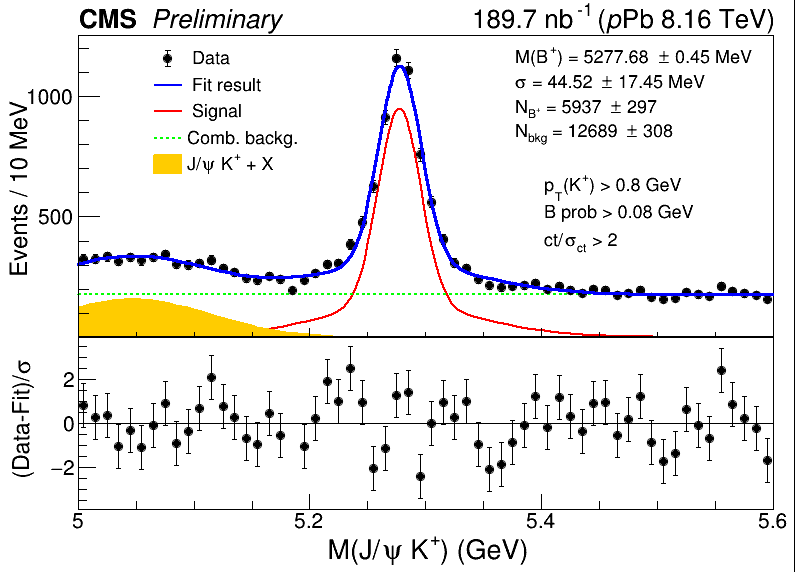 CMS Preliminary 189.7 nb⁻¹ (pPb 8.16 TeV)
Data
Fit result
Signal
Comb. backg.
J/ψ K⁺ + X
M(B⁺) = 5277.68 ± 0.45 MeV
σ = 44.52 ± 17.45 MeV
N_B⁺ = 5937 ± 297
N_bkg = 12689 ± 308
p_T(K⁺) > 0.8 GeV
B prob > 0.08 GeV
ct/σ_ct > 2
Events / 10 MeV
1000
500
(Data-Fit)/σ
2
0
−2
5 5.2 5.4 5.6
M(J/ψ K⁺) (GeV)